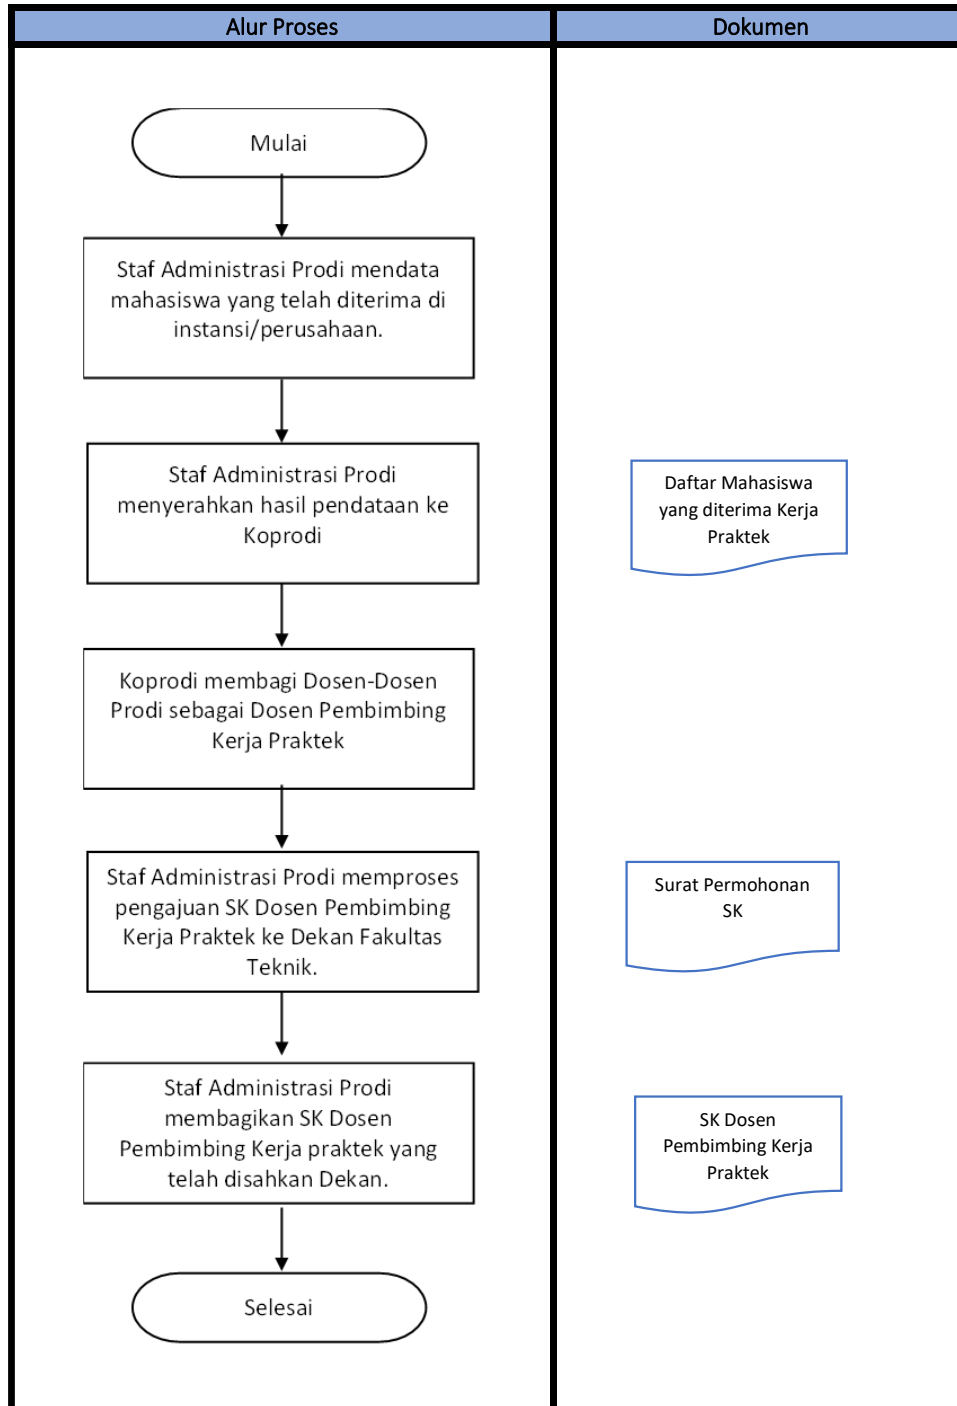 Alur Proses
Dokumen
Mulai
Staf Administrasi Prodi mendata
mahasiswa yang telah diterima di
instansi/perusahaan.
Staf Administrasi Prodi
menyerahkan hasil pendataan ke
Koprodi
Daftar Mahasiswa
yang diterima Kerja
Praktek
Koprodi membagi Dosen-Dosen
Prodi sebagai Dosen Pembimbing
Kerja Praktek
Staf Administrasi Prodi memproses
pengajuan SK Dosen Pembimbing
Kerja Praktek ke Dekan Fakultas
Teknik.
Surat Permohonan
SK
Staf Administrasi Prodi
membagikan SK Dosen
Pembimbing Kerja praktek yang
telah disahkan Dekan.
SK Dosen
Pembimbing Kerja
Praktek
Selesai